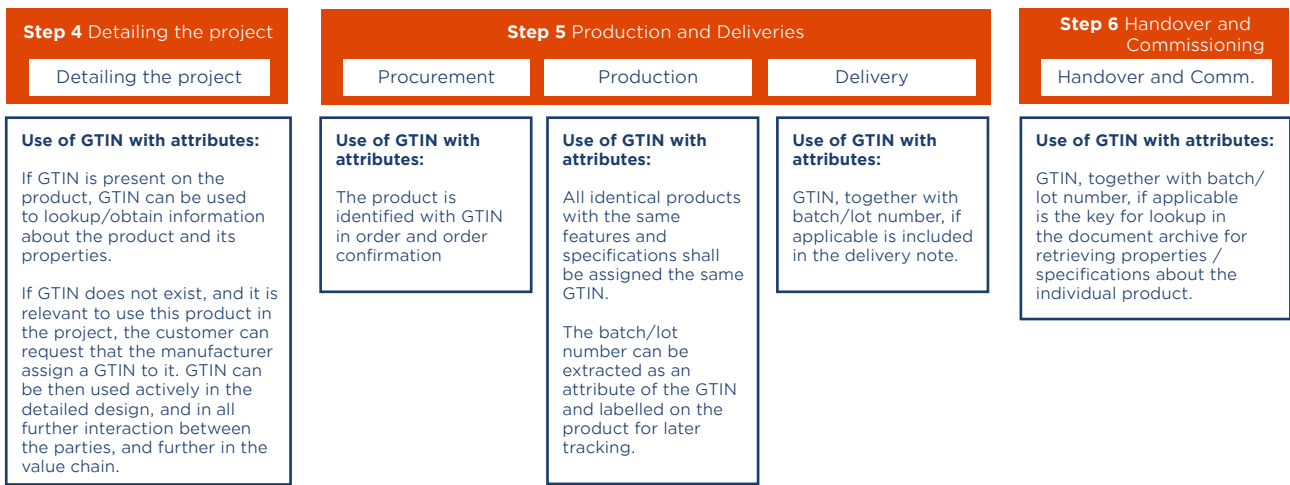 Step 4 Detailing the project
Detailing the project
Step 5 Production and Deliveries
Procurement
Production
Delivery
Step 6 Handover and
Commissioning
Handover and Comm.
Use of GTIN with attributes:
If GTIN is present on the
product, GTIN can be used
to lookup/obtain information
about the product and its
properties.
If GTIN does not exist, and it is
relevant to use this product in
the project, the customer can
request that the manufacturer
assign a GTIN to it. GTIN can
be then used actively in the
detailed design, and in all
further interaction between
the parties, and further in the
value chain.
Use of GTIN with
attributes:
The product is
identified with GTIN
in order and order
confirmation
Use of GTIN with
attributes:
All identical products
with the same
features and
specifications shall
be assigned the same
GTIN.
The batch/lot
number can be
extracted as an
attribute of the GTIN
and labelled on the
product for later
tracking.
Use of GTIN with
attributes:
GTIN, together with
batch/lot number, if
applicable is included
in the delivery note.
Use of GTIN with attributes:
GTIN, together with batch/
lot number, if applicable
is the key for lookup in
the document archive for
retrieving properties /
specifications about the
individual product.